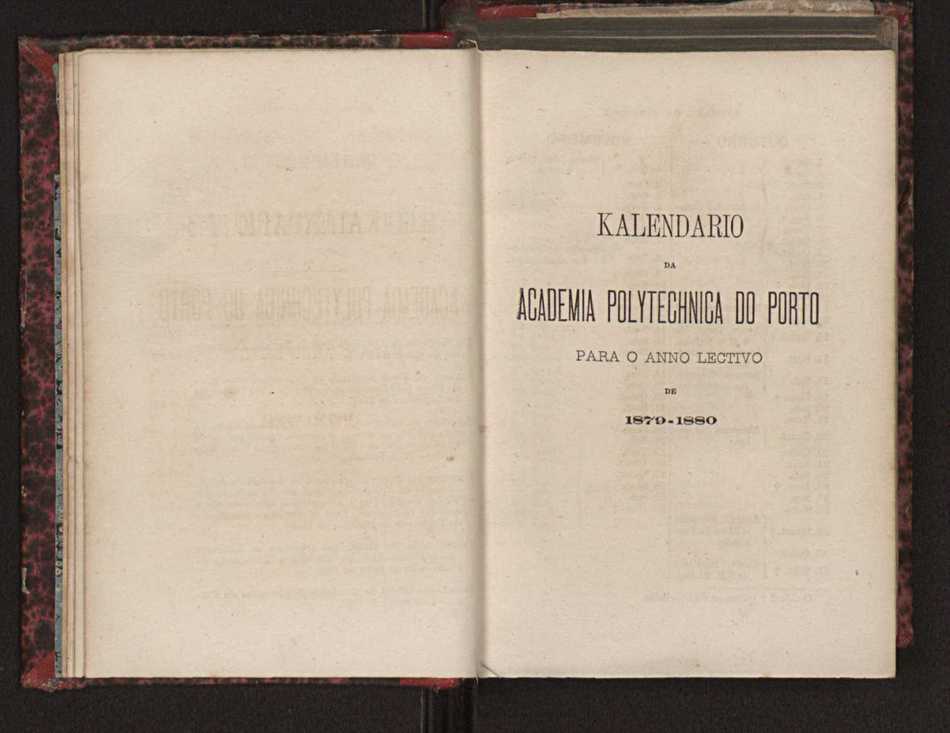 KALENDARIO
DA
ACADEMIA POLYTECHNICA DO PORTO
PARA O ANNO LECTIVO
DE
1879-1880